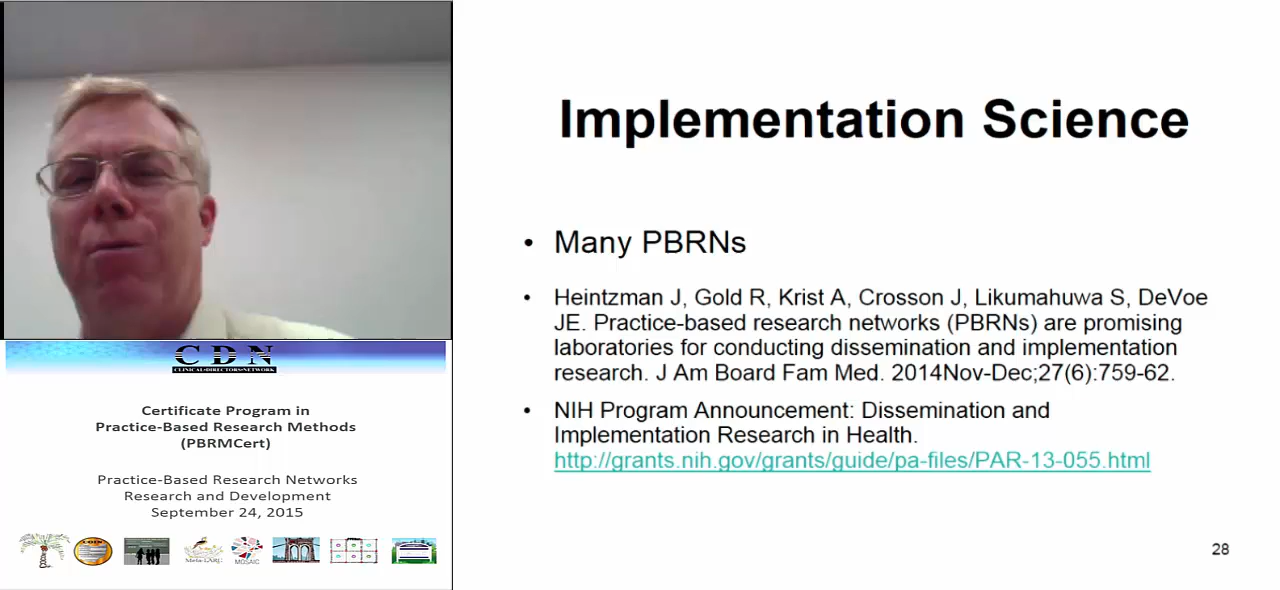 CDN
CLINICAL DIRECTORS NETWORK
Certificate Program in
Practice-Based Research Methods
(PBRMCert)
Practice-Based Research Networks
Research and Development
September 24, 2015
MOSAIC
Implementation Science
• Many PBRNs
• Heintzman J, Gold R, Krist A, Crosson J, Likumahuwa S, DeVoe
JE. Practice-based research networks (PBRNs) are promising
laboratories for conducting dissemination and implementation
research. J Am Board Fam Med. 2014Nov-Dec;27(6):759-62.
• NIH Program Announcement: Dissemination and
Implementation Research in Health.
http://grants.nih.gov/grants/guide/pa-files/PAR-13-055.html
28